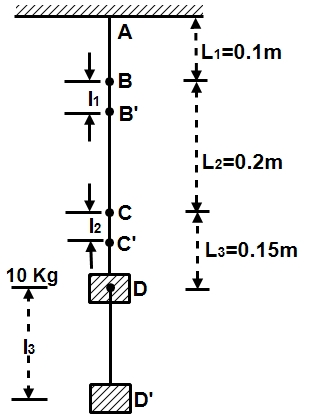 A
L₁=0.1m
B
l₁
B'
L₂=0.2m
C
l₂
C'
L₃=0.15m
10 Kg
D
l₃
D'